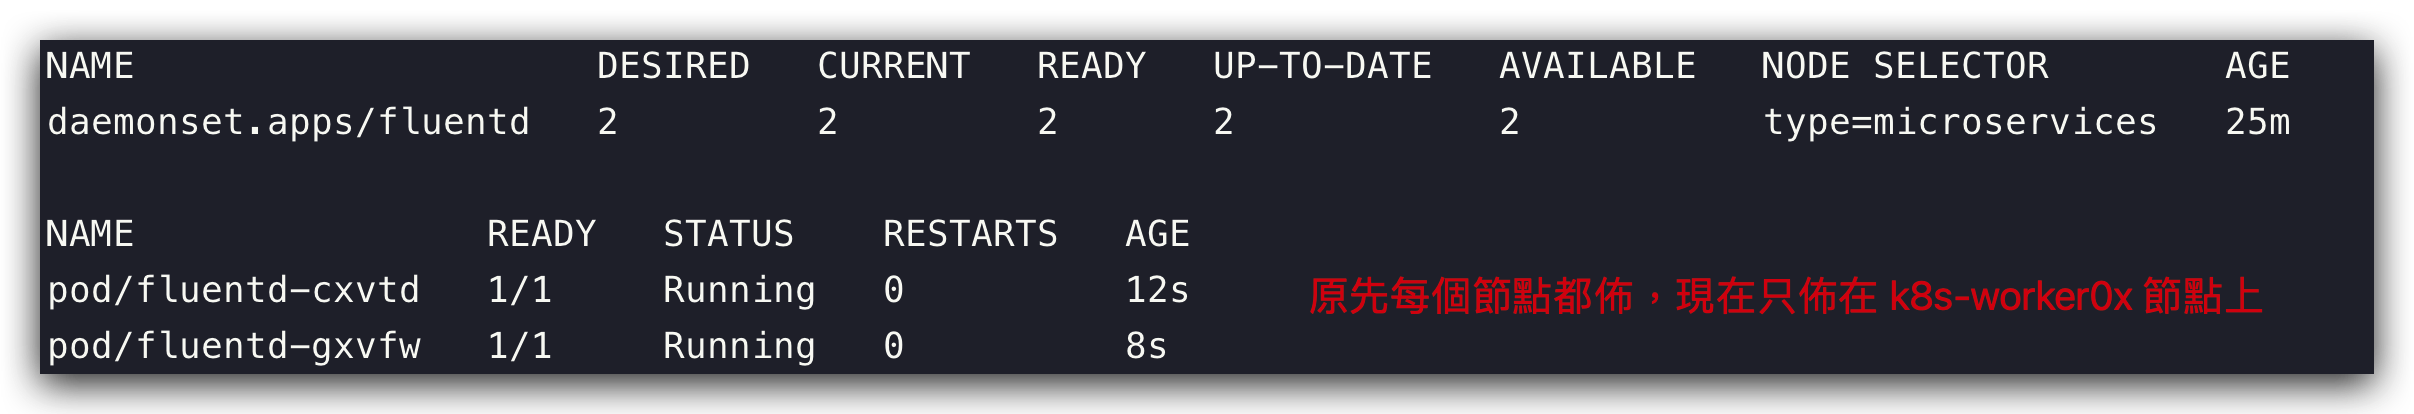 NAME DESIRED CURRENT READY UP-TO-DATE AVAILABLE NODE SELECTOR AGE
daemonset.apps/fluentd 2 2 2 2 2 type=microservices 25m
NAME READY STATUS RESTARTS AGE
pod/fluentd-cxvtd 1/1 Running 0 12s
原先每個節點都佈，現在只佈在 k8s-worker0x 節點上
pod/fluentd-gxvfw 1/1 Running 0 8s